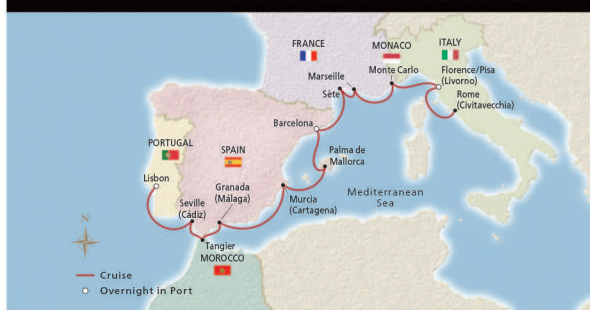 FRANCE
MONACO
ITALY
Marseille
Monte Carlo
Florence/Pisa
(Livorno)
Sète
Rome
(Civitavecchia)
Barcelona
PORTUGAL
SPAIN
Palma de
Mallorca
Lisbon
Granada
(Málaga)
Seville
(Cádiz)
Murcia
(Cartagena)
Mediterranean
Sea
N
Tangier
MOROCCO
Cruise
Overnight in Port